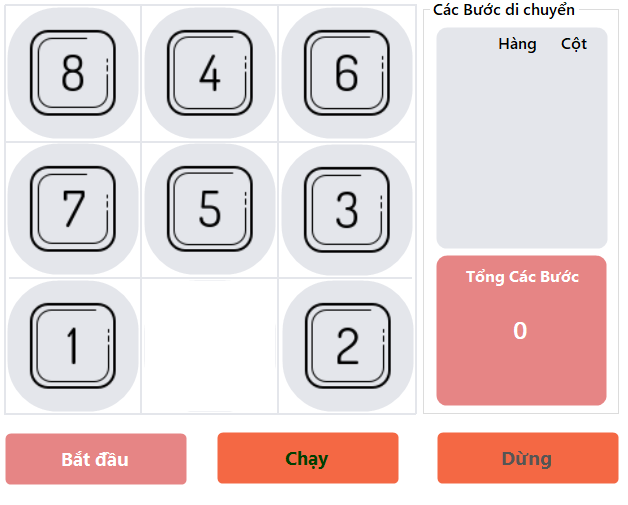 Các Bước di chuyển
8 4 6
Hàng Cột
7 5 3
Tổng Các Bước
0
1 2
Bắt đầu Chạy Dừng